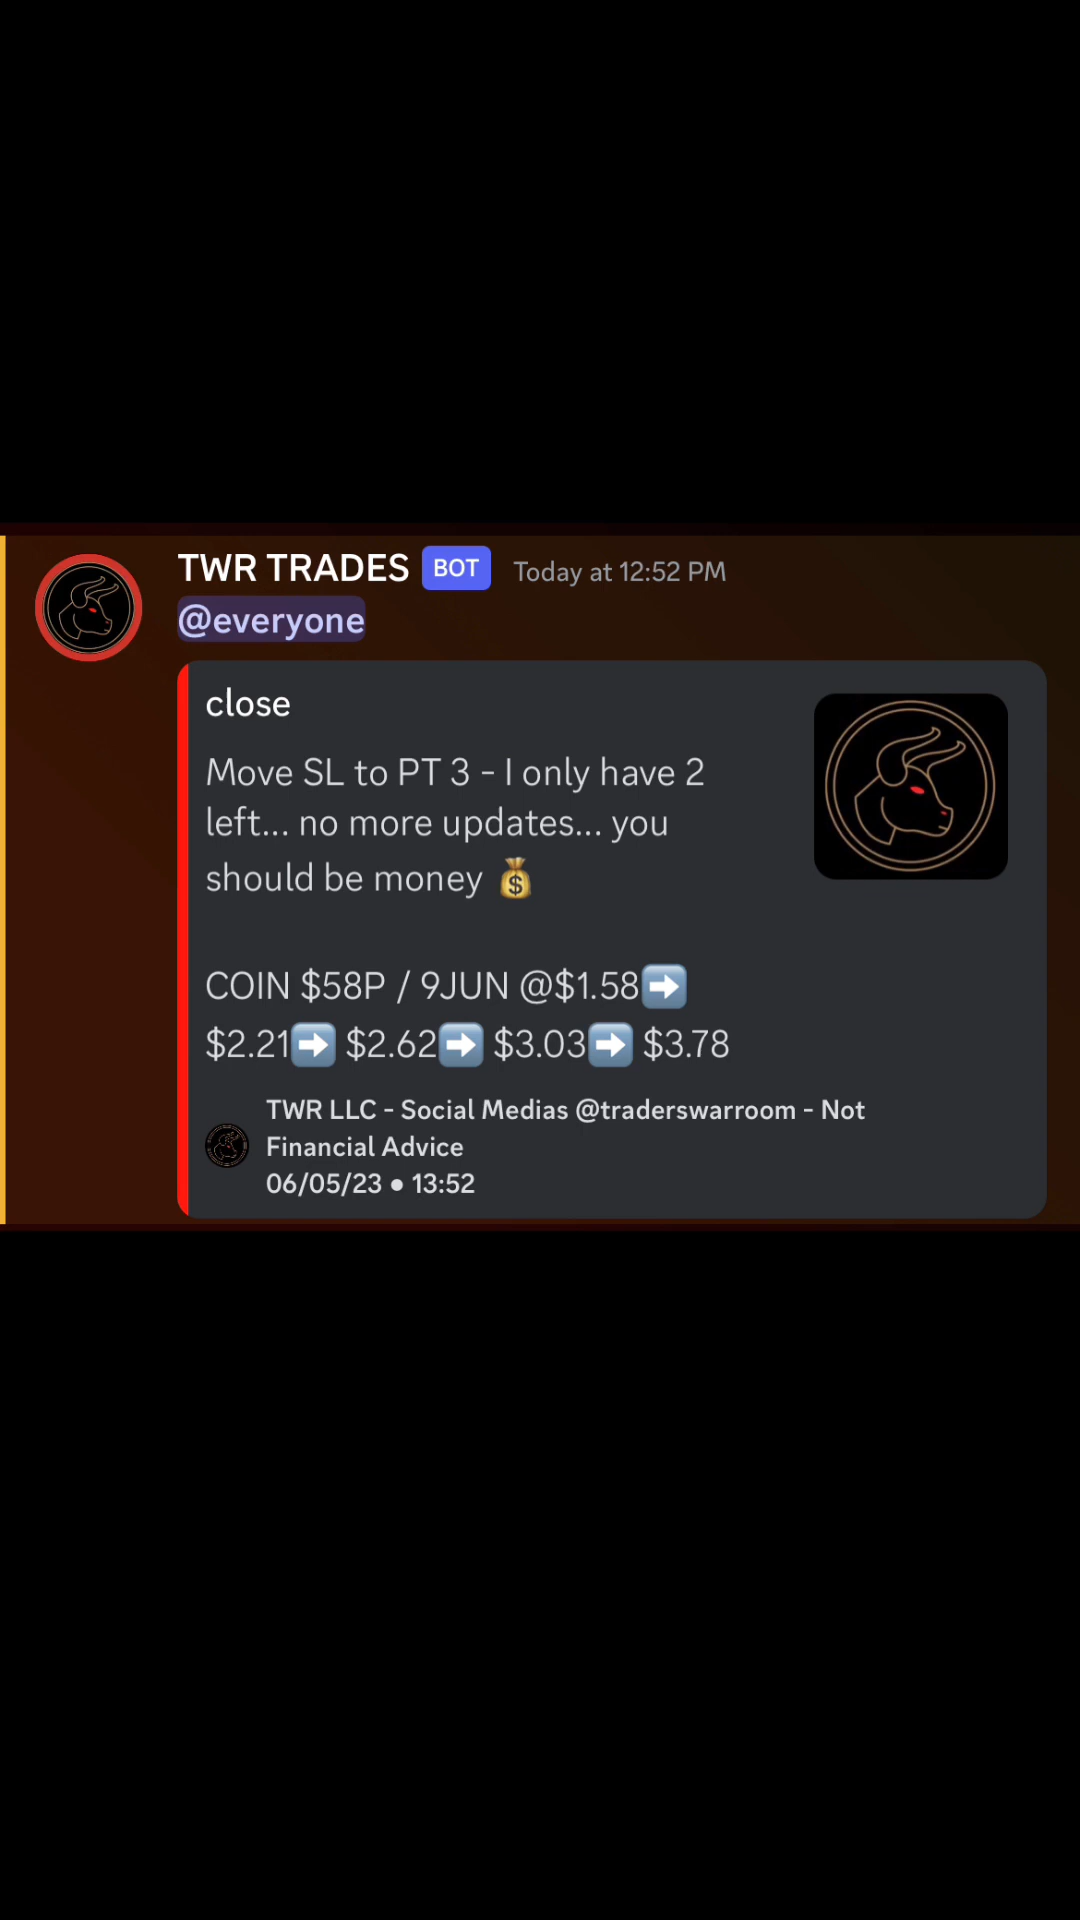 TWR TRADES BOT Today at 12:52 PM
@everyone
close
Move SL to PT 3 - I only have 2
left... no more updates... you
should be money 💰
COIN $58P / 9JUN @$1.58➡️
$2.21➡️ $2.62➡️ $3.03➡️ $3.78
TWR LLC - Social Medias @traderswarroom - Not
Financial Advice
06/05/23 • 13:52